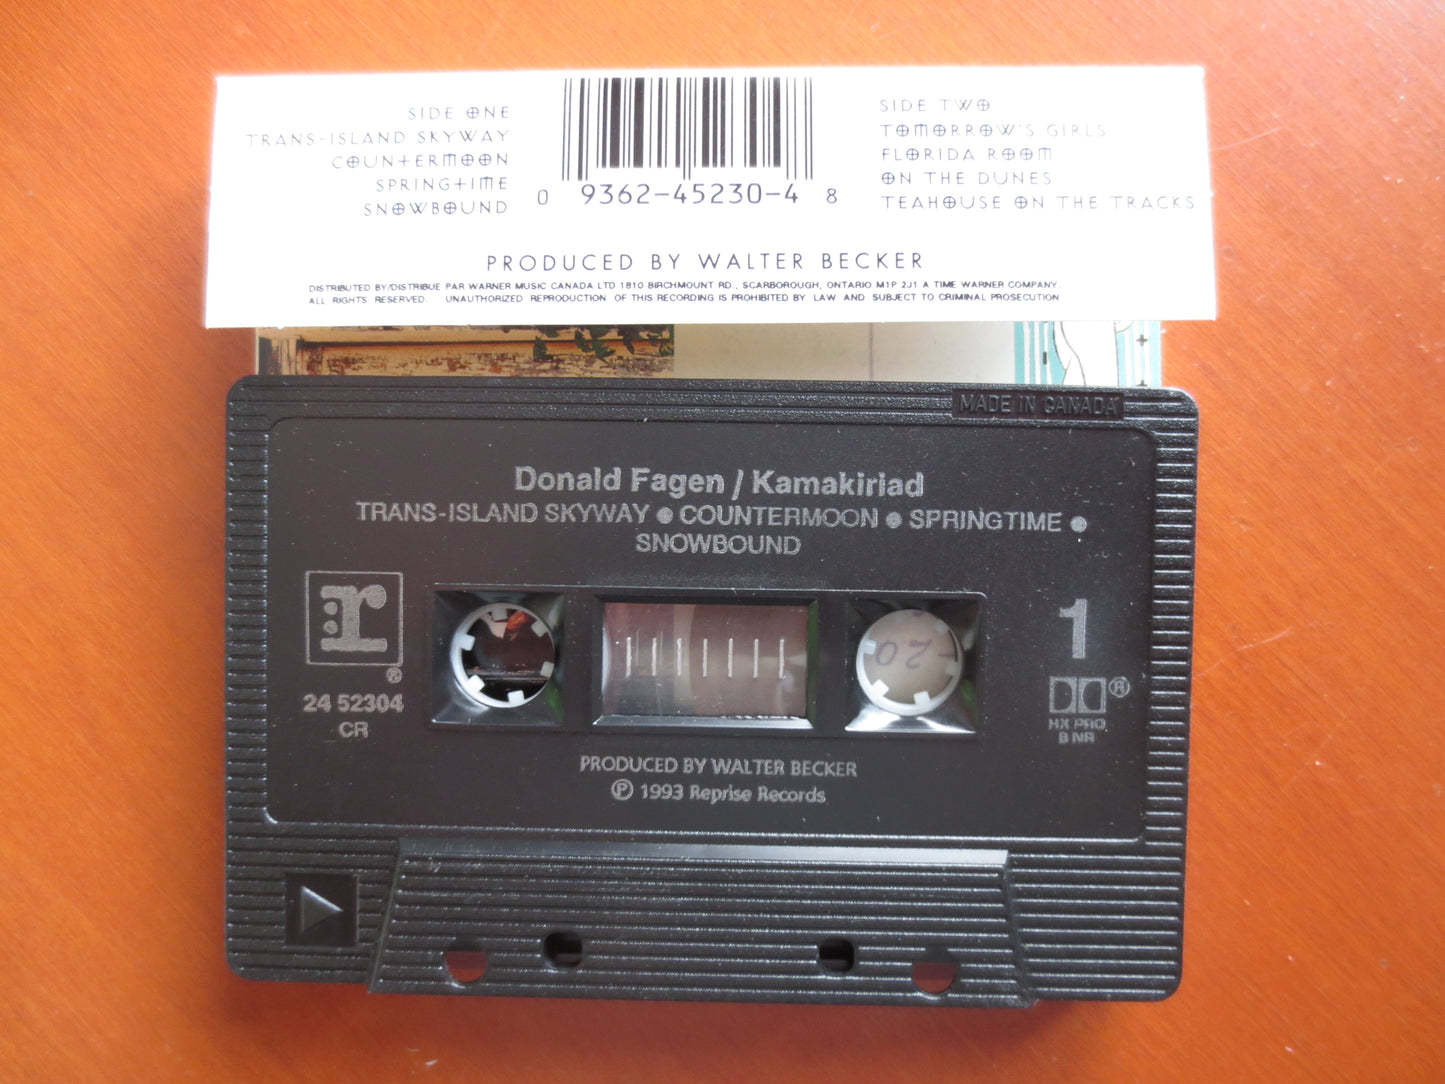 SIDE ONE
TRANS-ISLAND SKYWAY
COUNTERMOON
SPRINGTIME
SNOWBOUND
0 9362-45230-4 8
SIDE TWO
TOMORROW'S GIRLS
FLORIDA ROOM
ON THE DUNES
TEAHOUSE ON THE TRACKS
PRODUCED BY WALTER BECKER
DISTRIBUTED BY/DISTRIBUE PAR WARNER MUSIC CANADA LTD 1810 BIRCHMOUNT RD., SCARBOROUGH, ONTARIO M1P 2J1 A TIME WARNER COMPANY.
ALL RIGHTS RESERVED. UNAUTHORIZED REPRODUCTION OF THIS RECORDING IS PROHIBITED BY LAW AND SUBJECT TO CRIMINAL PROSECUTION
MADE IN CANADA
Donald Fagen / Kamakiriad
TRANS-ISLAND SKYWAY ● COUNTERMOON ● SPRINGTIME ●
SNOWBOUND
r
®
24 52304
CR
1
®
HX PRO
B NR
PRODUCED BY WALTER BECKER
℗ 1993 Reprise Records